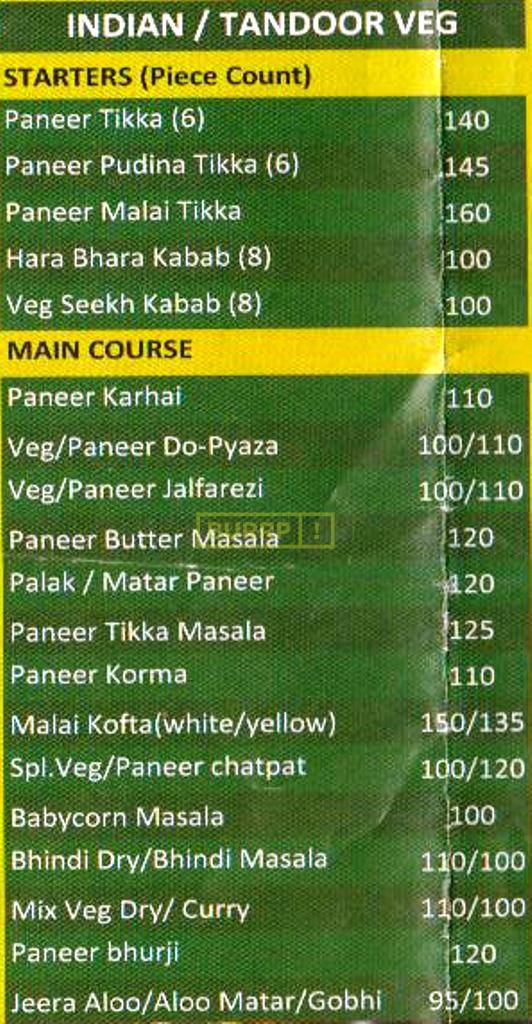 INDIAN / TANDOOR VEG
STARTERS (Piece Count)
Paneer Tikka (6) 140
Paneer Pudina Tikka (6) 145
Paneer Malai Tikka 160
Hara Bhara Kabab (8) 100
Veg Seekh Kabab (8) 100
MAIN COURSE
Paneer Karhai 110
Veg/Paneer Do-Pyaza 100/110
Veg/Paneer Jalfarezi 100/110
BURRP!
Paneer Butter Masala 120
Palak / Matar Paneer 120
Paneer Tikka Masala 125
Paneer Korma 110
Malai Kofta(white/yellow) 150/135
Spl.Veg/Paneer chatpat 100/120
Babycorn Masala 100
Bhindi Dry/Bhindi Masala 110/100
Mix Veg Dry/ Curry 110/100
Paneer bhurji 120
Jeera Aloo/Aloo Matar/Gobhi 95/100